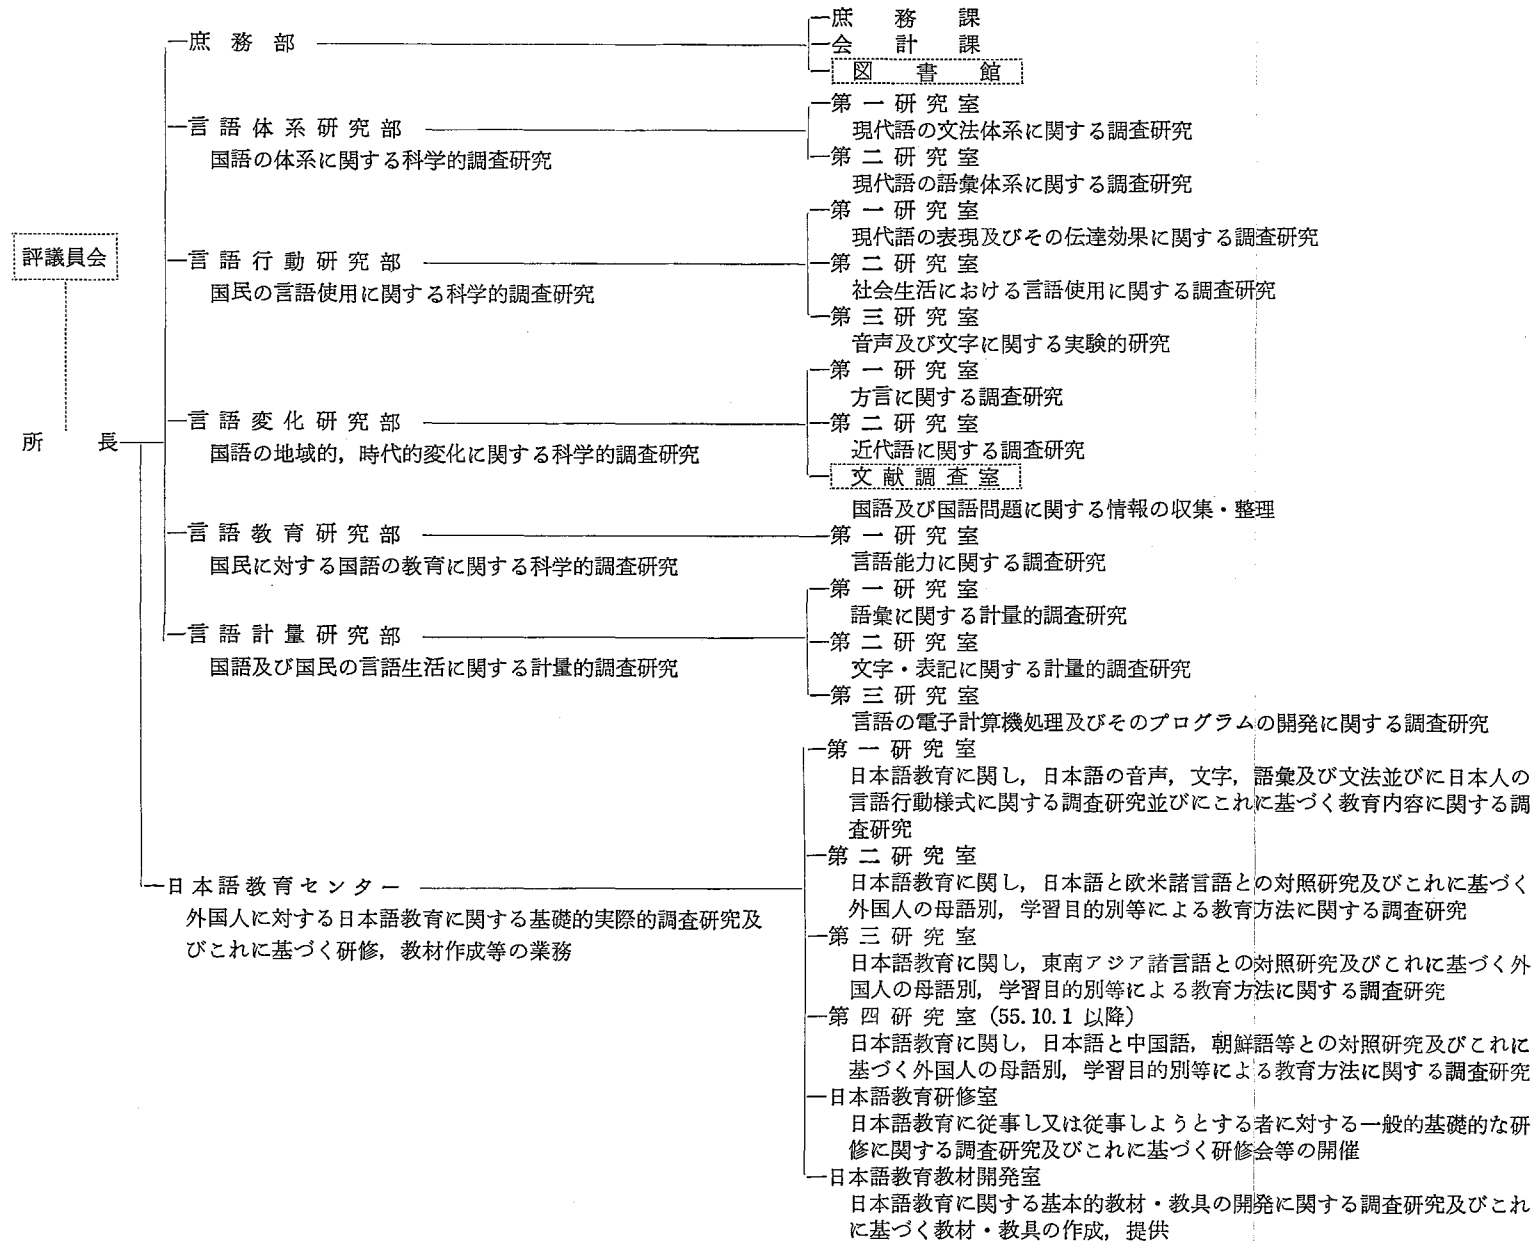 評議員会
所長
庶務部
庶務課
会計課
図書館
言語体系研究部
国語の体系に関する科学的調査研究
第一研究室
現代語の文法体系に関する調査研究
第二研究室
現代語の語彙体系に関する調査研究
言語行動研究部
国民の言語使用に関する科学的調査研究
第一研究室
現代語の表現及びその伝達効果に関する調査研究
第二研究室
社会生活における言語使用に関する調査研究
第三研究室
音声及び文字に関する実験的研究
言語変化研究部
国語の地域的，時代的変化に関する科学的調査研究
第一研究室
方言に関する調査研究
第二研究室
近代語に関する調査研究
文献調査室
国語及び国語問題に関する情報の収集・整理
言語教育研究部
国民に対する国語の教育に関する科学的調査研究
第一研究室
言語能力に関する調査研究
言語計量研究部
国語及び国民の言語生活に関する計量的調査研究
第一研究室
語彙に関する計量的調査研究
第二研究室
文字・表記に関する計量的調査研究
第三研究室
言語の電子計算機処理及びそのプログラムの開発に関する調査研究
日本語教育センター
外国人に対する日本語教育に関する基礎的実際的調査研究及
びこれに基づく研修，教材作成等の業務
第一研究室
日本語教育に関し，日本語の音声，文字，語彙及び文法並びに日本人の
言語行動様式に関する調査研究並びにこれに基づく教育内容に関する調
査研究
第二研究室
日本語教育に関し，日本語と欧米諸言語との対照研究及びこれに基づく
外国人の母語別，学習目的別等による教育方法に関する調査研究
第三研究室
日本語教育に関し，東南アジア諸言語との対照研究及びこれに基づく外
国人の母語別，学習目的別等による教育方法に関する調査研究
第四研究室（55.10.1 以降）
日本語教育に関し，日本語と中国語，朝鮮語等との対照研究及びこれに
基づく外国人の母語別，学習目的別等による教育方法に関する調査研究
日本語教育研修室
日本語教育に従事し又は従事しようとする者に対する一般的基礎的な研
修に関する調査研究及びこれに基づく研修会等の開催
日本語教育教材開発室
日本語教育に関する基本的教材・教具の開発に関する調査研究及びこれ
に基づく教材・教具の作成，提供